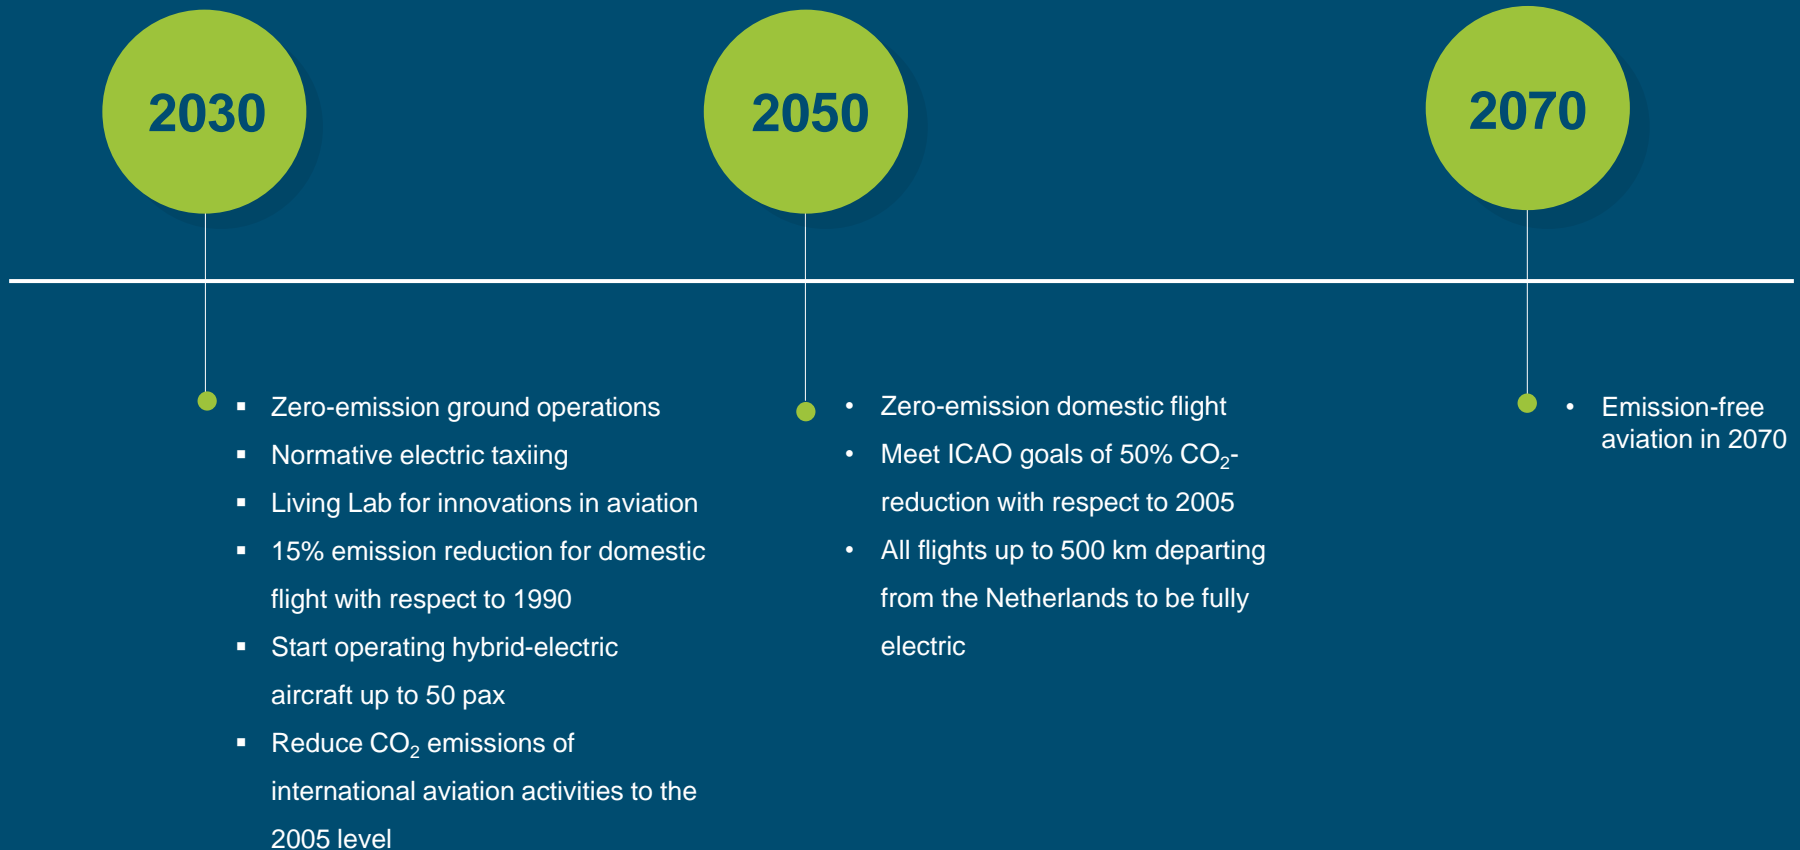 2030
2050
2070
▪ Zero-emission ground operations
▪ Normative electric taxiing
▪ Living Lab for innovations in aviation
▪ 15% emission reduction for domestic
flight with respect to 1990
▪ Start operating hybrid-electric
aircraft up to 50 pax
▪ Reduce CO₂ emissions of
international aviation activities to the
2005 level
• Zero-emission domestic flight
• Meet ICAO goals of 50% CO₂-
reduction with respect to 2005
• All flights up to 500 km departing
from the Netherlands to be fully
electric
• Emission-free
aviation in 2070